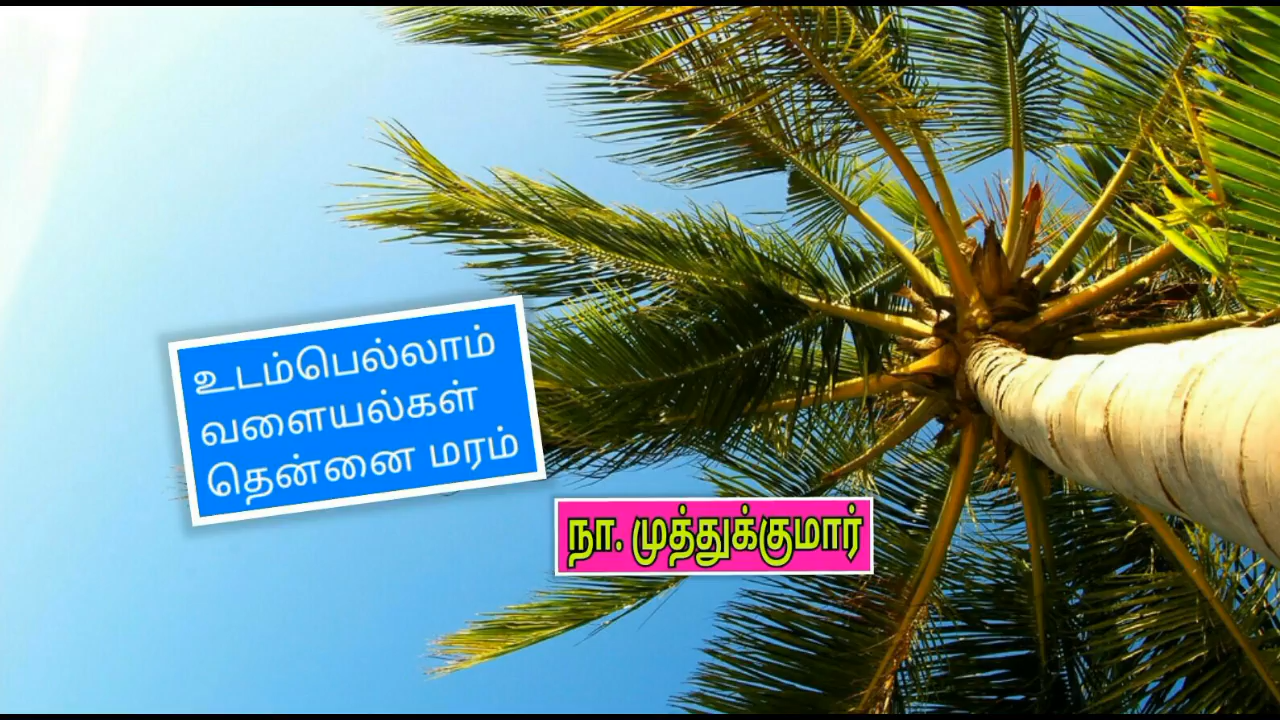 உடம்பெல்லாம்
வளையல்கள்
தென்னை மரம்
நா. முத்துக்குமார்